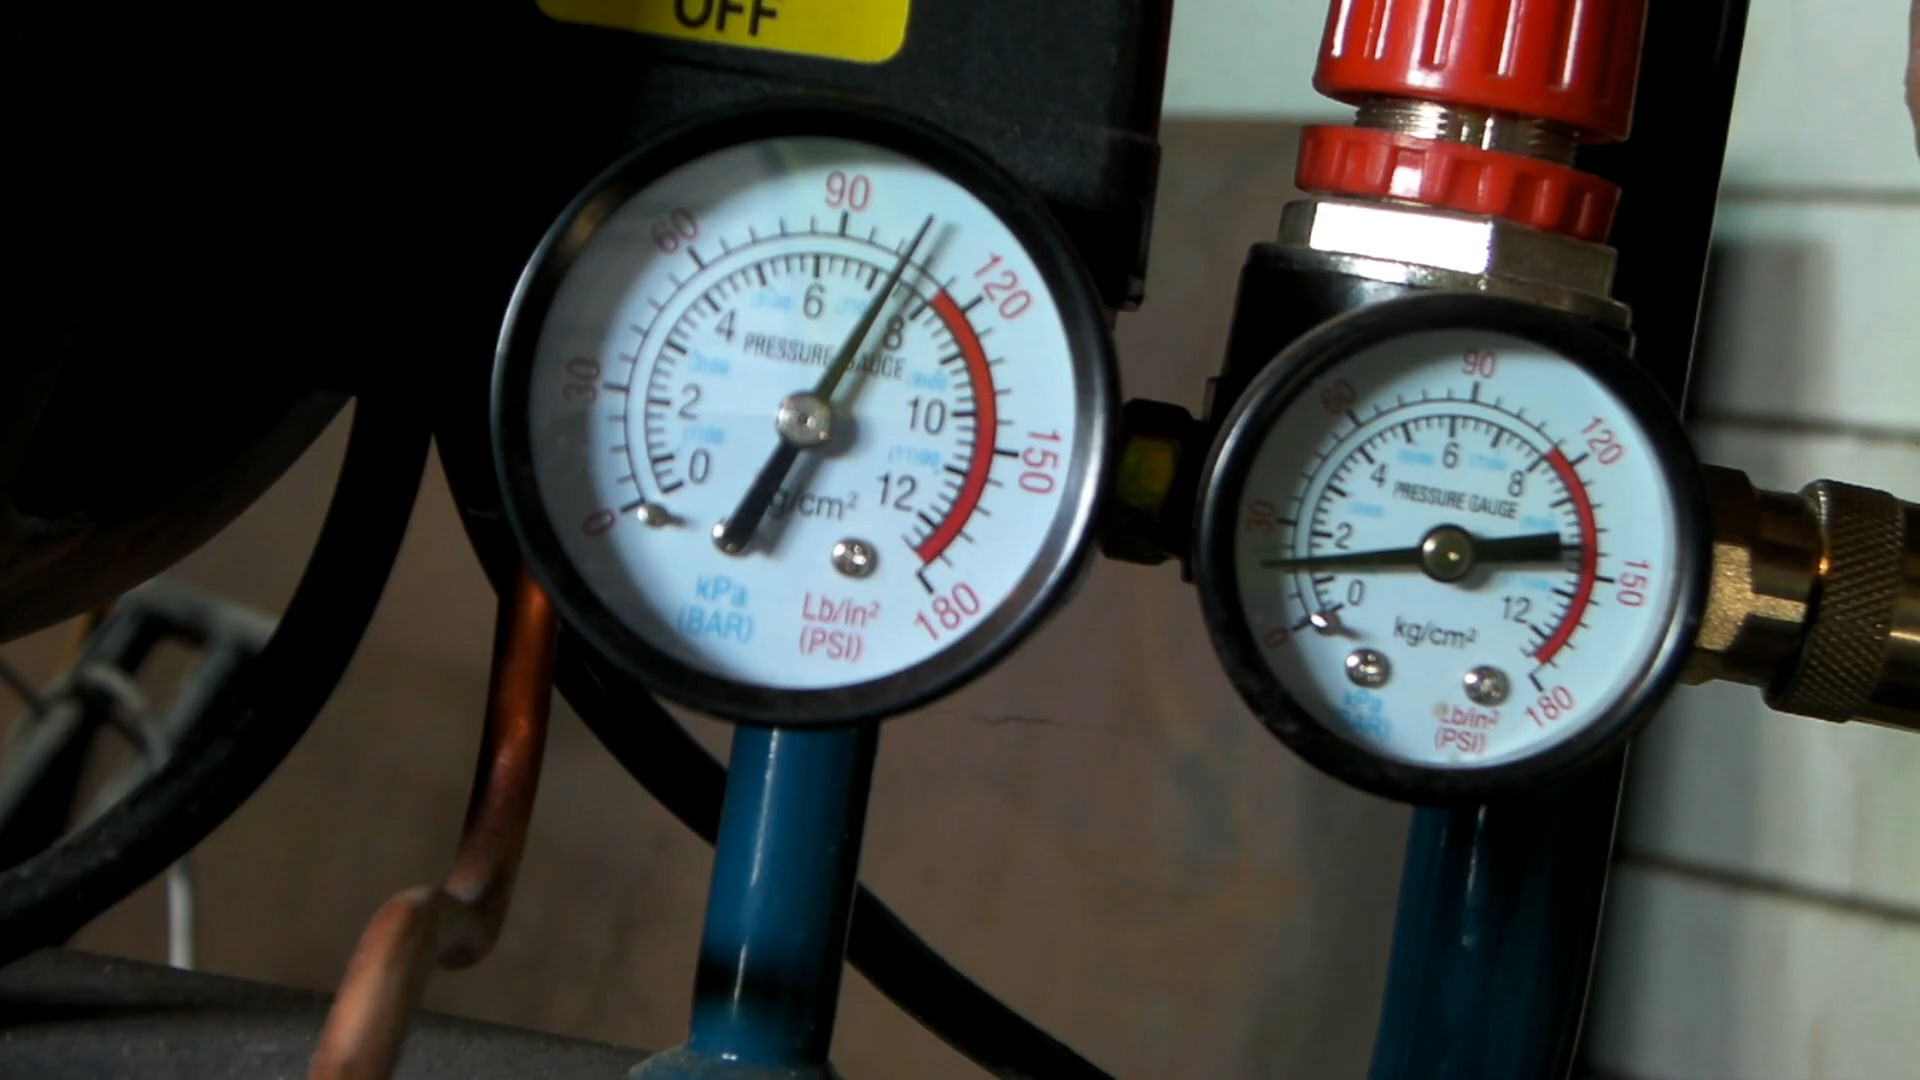 OFF
0
30
60
90
120
150
180
0
2
4
6
8
10
12
PRESSURE GAUGE
kg/cm²
kPa
(BAR)
Lb/in²
(PSI)
0
30
60
90
120
150
180
0
2
4
6
8
12
PRESSURE GAUGE
kg/cm²
kPa
(BAR)
Lb/in²
(PSI)